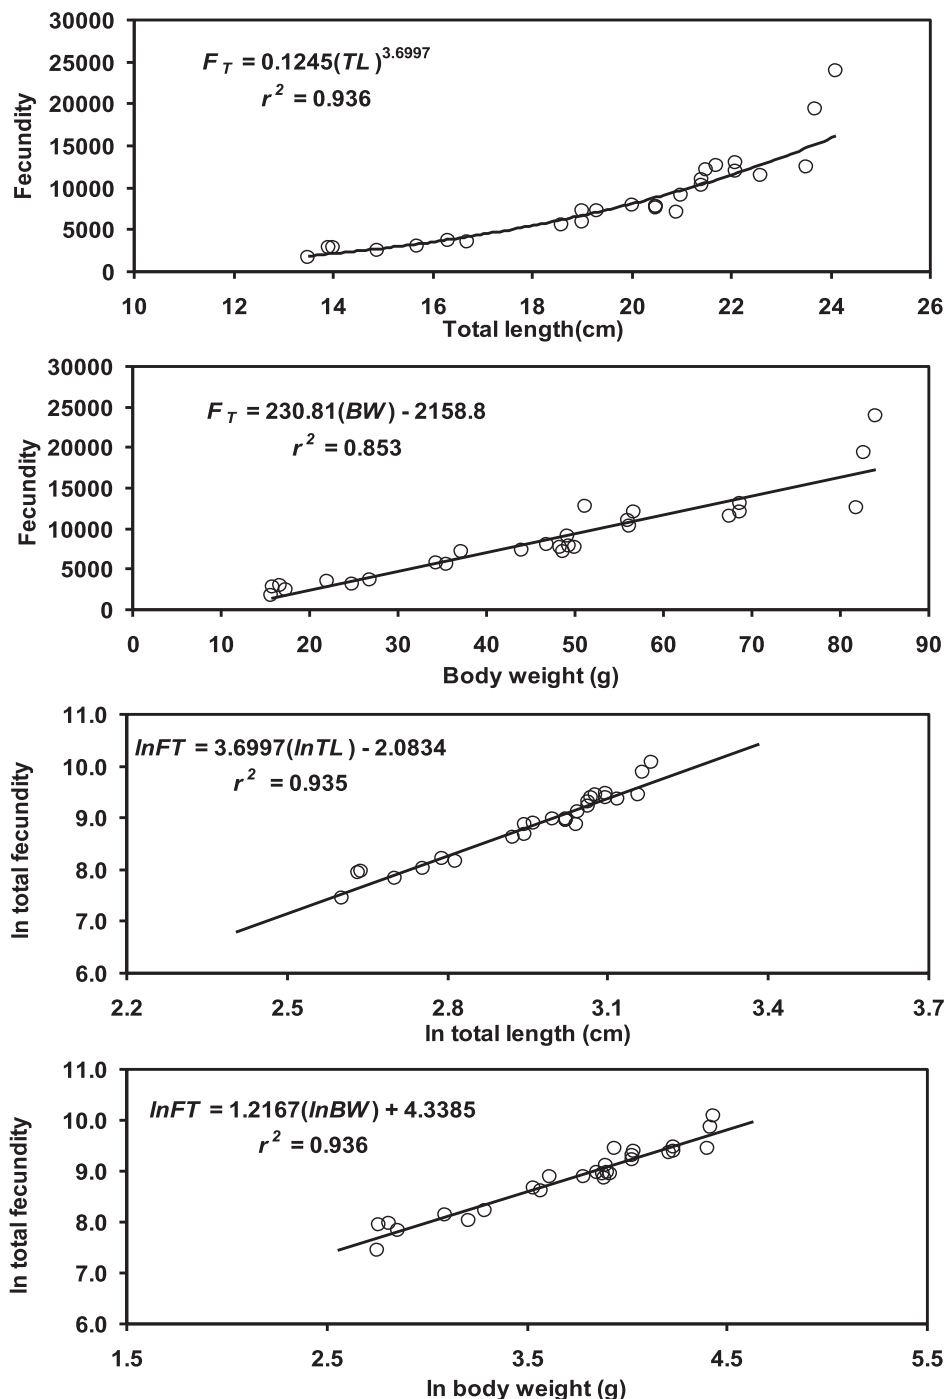 30000
25000
20000
15000
10000
5000
0
Fecundity
F T = 0.1245(TL)3.6997
r 2 = 0.936
10 12 14 16 18 20 22 24 26
Total length(cm)
30000
25000
20000
15000
10000
5000
0
Fecundity
F T = 230.81(BW) - 2158.8
r 2 = 0.853
0 10 20 30 40 50 60 70 80 90
Body weight (g)
11.0
10.0
9.0
8.0
7.0
6.0
ln total fecundity
lnFT = 3.6997(lnTL) - 2.0834
r 2 = 0.935
2.2 2.5 2.8 3.1 3.4 3.7
ln total length (cm)
11.0
10.0
9.0
8.0
7.0
6.0
ln total fecundity
lnFT = 1.2167(lnBW) + 4.3385
r 2 = 0.936
1.5 2.5 3.5 4.5 5.5
ln body weight (g)